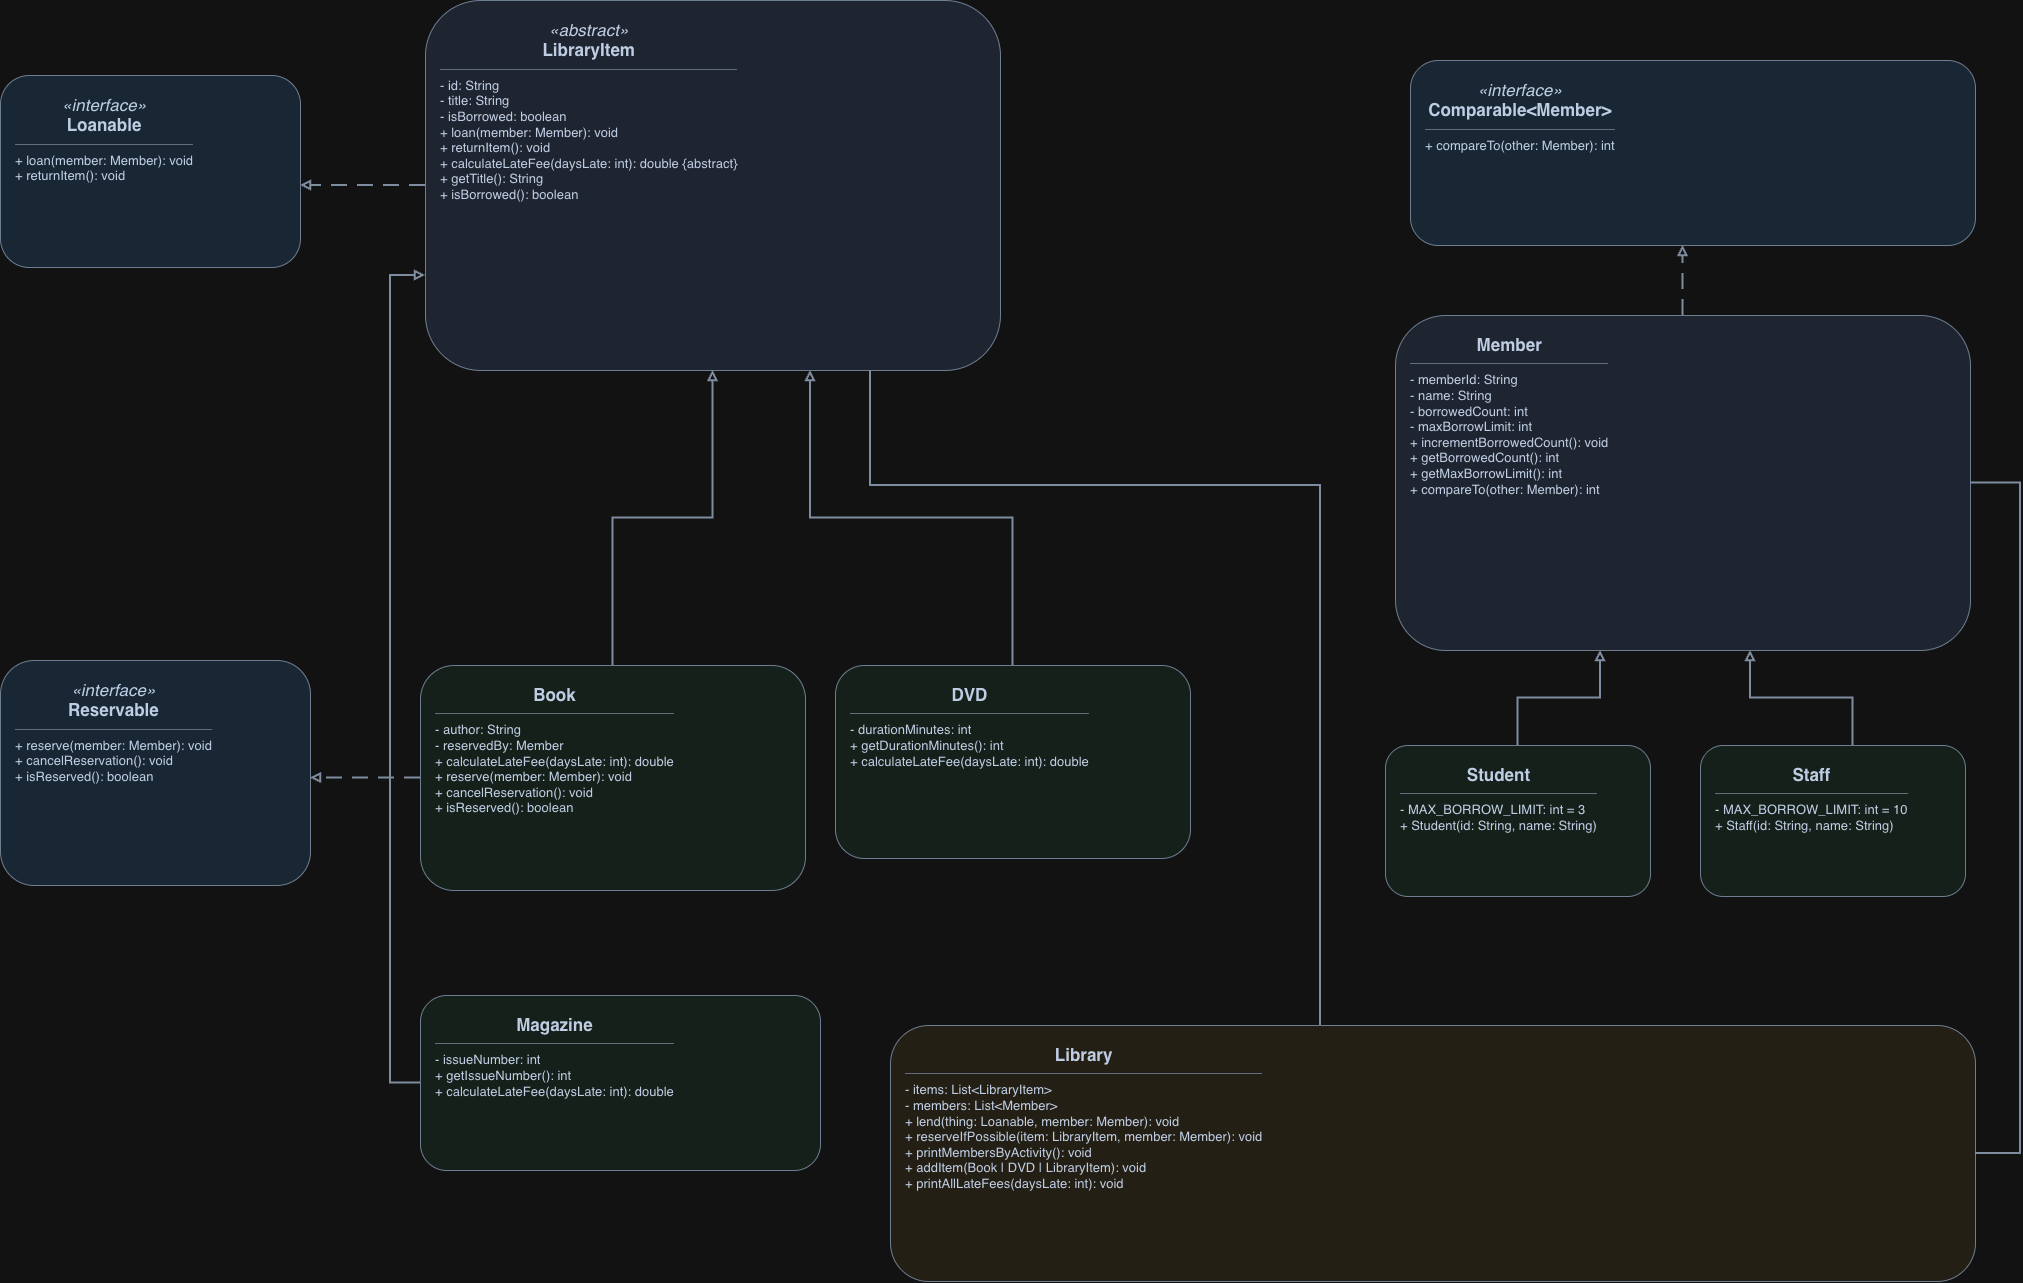 «abstract»
LibraryItem
- id: String
- title: String
- isBorrowed: boolean
+ loan(member: Member): void
+ returnItem(): void
+ calculateLateFee(daysLate: int): double {abstract}
+ getTitle(): String
+ isBorrowed(): boolean
«interface»
Loanable
+ loan(member: Member): void
+ returnItem(): void
«interface»
Comparable<Member>
+ compareTo(other: Member): int
Member
- memberId: String
- name: String
- borrowedCount: int
- maxBorrowLimit: int
+ incrementBorrowedCount(): void
+ getBorrowedCount(): int
+ getMaxBorrowLimit(): int
+ compareTo(other: Member): int
«interface»
Reservable
+ reserve(member: Member): void
+ cancelReservation(): void
+ isReserved(): boolean
Book
- author: String
- reservedBy: Member
+ calculateLateFee(daysLate: int): double
+ reserve(member: Member): void
+ cancelReservation(): void
+ isReserved(): boolean
DVD
- durationMinutes: int
+ getDurationMinutes(): int
+ calculateLateFee(daysLate: int): double
Student
- MAX_BORROW_LIMIT: int = 3
+ Student(id: String, name: String)
Staff
- MAX_BORROW_LIMIT: int = 10
+ Staff(id: String, name: String)
Magazine
- issueNumber: int
+ getIssueNumber(): int
+ calculateLateFee(daysLate: int): double
Library
- items: List<LibraryItem>
- members: List<Member>
+ lend(thing: Loanable, member: Member): void
+ reserveIfPossible(item: LibraryItem, member: Member): void
+ printMembersByActivity(): void
+ addItem(Book | DVD | LibraryItem): void
+ printAllLateFees(daysLate: int): void